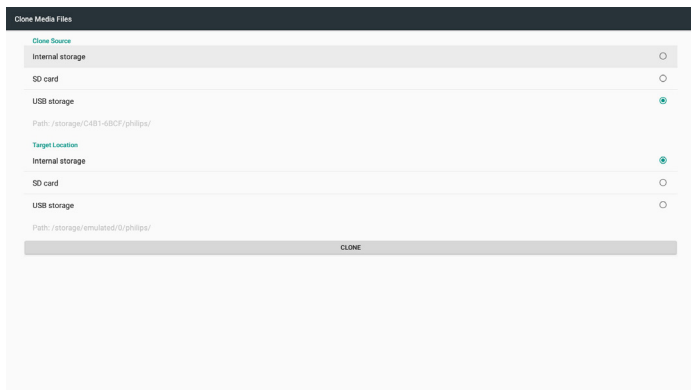 Clone Media Files
Clone Source
Internal storage
SD card
USB storage
Path: /storage/C4B1-6BCF/philips/
Target Location
Internal storage
SD card
USB storage
Path: /storage/emulated/0/philips/
CLONE